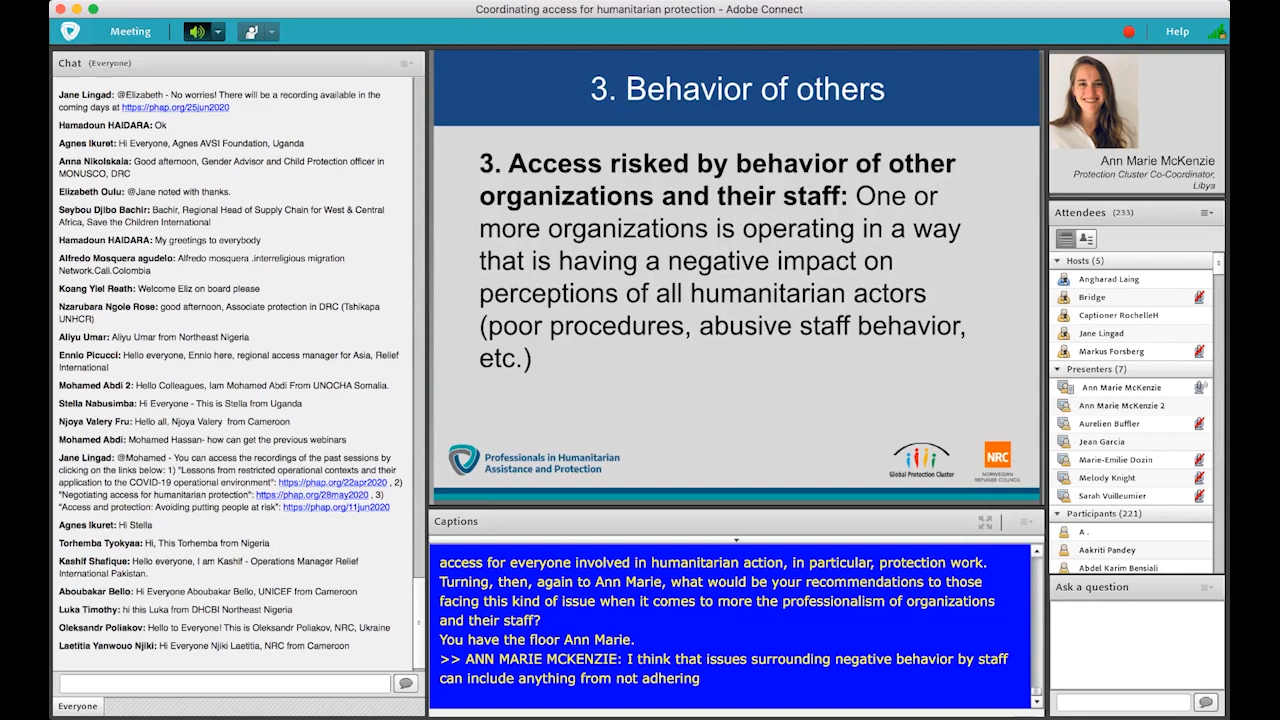 Coordinating access for humanitarian protection - Adobe Connect
Meeting
Help
Chat (Everyone)
Jane Lingad: @Elizabeth - No worries! There will be a recording available in the
coming days at https://phap.org/25jun2020
Hamadoun HAIDARA: Ok
Agnes Ikuret: Hi Everyone, Agnes AVSI Foundation, Uganda
Anna Nikolskaia: Good afternoon, Gender Advisor and Child Protection officer in
MONUSCO, DRC
Elizabeth Oulu: @Jane noted with thanks.
Seybou Djibo Bachir: Bachir, Regional Head of Supply Chain for West & Central
Africa, Save the Children International
Hamadoun HAIDARA: My greetings to everybody
Alfredo Mosquera agudelo: Alfredo mosquera .interreligious migration
Network.Cali.Colombia
Koang Yiel Reath: Welcome Eliz on board please
Nzarubara Ngoie Rose: good afternoon, Associate protection in DRC (Tshikapa
UNHCR)
Aliyu Umar: Aliyu Umar from Northeast Nigeria
Ennio Picucci: Hello everyone, Ennio here, regional access manager for Asia, Relief
International
Mohamed Abdi 2: Hello Colleagues, Iam Mohamed Abdi From UNOCHA Somalia.
Stella Nabusimba: Hi Everyone - This is Stella from Uganda
Njoya Valery Fru: Hello all, Njoya Valery  from Cameroon
Mohamed Abdi: Mohamed Hassan- how can get the previous webinars
Jane Lingad: @Mohamed - You can access the recordings of the past sessions by
clicking on the links below: 1) "Lessons from restricted operational contexts and their
application to the COVID-19 operational environment": https://phap.org/22apr2020 , 2)
"Negotiating access for humanitarian protection": https://phap.org/28may2020 , 3)
"Access and protection: Avoiding putting people at risk": https://phap.org/11jun2020
Agnes Ikuret: Hi Stella
Torhemba Tyokyaa: Hi, This Torhemba from Nigeria
Kashif Shafique: Hello everyone, I am Kashif - Operations Manager Relief
International Pakistan.
Aboubakar Bello: Hi Everyone Aboubakar Bello, UNICEF from Cameroon
Luka Timothy: hi this Luka from DHCBI Northeast Nigeria
Oleksandr Poliakov: Hello to Everyone! This is Oleksandr Poliakov, NRC, Ukraine
Laetitia Yanwouo Njiki: Hi Everyone Njiki Laetitia, NRC from Cameroon
Everyone
3. Behavior of others
3. Access risked by behavior of other
organizations and their staff: One or
more organizations is operating in a way
that is having a negative impact on
perceptions of all humanitarian actors
(poor procedures, abusive staff behavior,
etc.)
Professionals in Humanitarian
Assistance and Protection
Global Protection Cluster
NRC
NORWEGIAN
REFUGEE COUNCIL
Captions
access for everyone involved in humanitarian action, in particular, protection work.
Turning, then, again to Ann Marie, what would be your recommendations to those
facing this kind of issue when it comes to more the professionalism of organizations
and their staff?
You have the floor Ann Marie.
>> ANN MARIE MCKENZIE: I think that issues surrounding negative behavior by staff
can include anything from not adhering
Ann Marie McKenzie
Protection Cluster Co-Coordinator,
Libya
Attendees (233)
Hosts (5)
Angharad Laing
Bridge
Captioner RochelleH
Jane Lingad
Markus Forsberg
Presenters (7)
Ann Marie McKenzie
Ann Marie McKenzie 2
Aurelien Buffler
Jean Garcia
Marie-Emilie Dozin
Melody Knight
Sarah Vuilleumier
Participants (221)
A .
Aakriti Pandey
Abdel Karim Bensiali
Ask a question